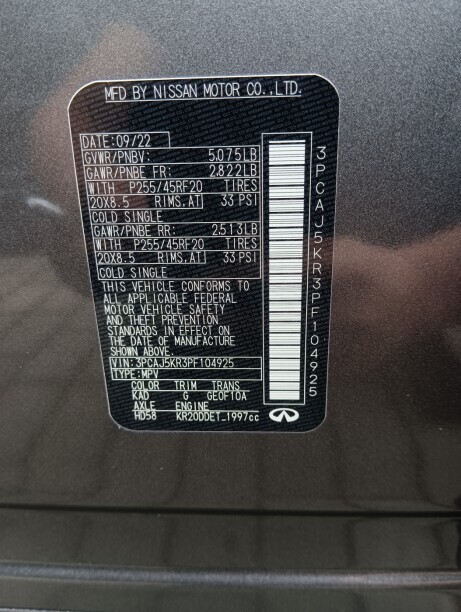 MFD BY NISSAN MOTOR CO.,LTD.
DATE:09/22
GVWR/PNBV: 5,075LB
GAWR/PNBE FR: 2,822LB
WITH P255/45RF20 TIRES
20X8.5 RIMS,AT 33 PSI
COLD SINGLE
GAWR/PNBE RR: 2,513LB
WITH P255/45RF20 TIRES
20X8.5 RIMS,AT 33 PSI
COLD SINGLE
THIS VEHICLE CONFORMS TO
ALL APPLICABLE FEDERAL
MOTOR VEHICLE SAFETY
AND THEFT PREVENTION
STANDARDS IN EFFECT ON
THE DATE OF MANUFACTURE
SHOWN ABOVE.
VIN:3PCAJ5KR3PF104925
TYPE:MPV
COLOR TRIM TRANS
KAD G GE0F10A
AXLE ENGINE
HD58 KR20DDET 1997cc
3PCAJ5KR3PF104925